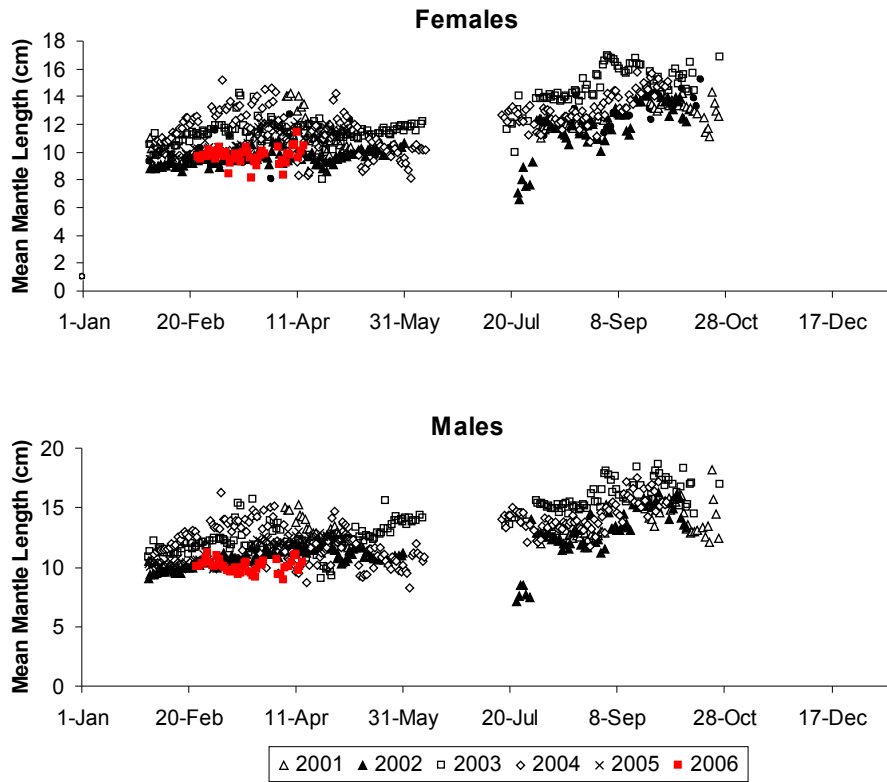 Females
Mean Mantle Length (cm)
18
16
14
12
10
8
6
4
2
0
1-Jan 20-Feb 11-Apr 31-May 20-Jul 8-Sep 28-Oct 17-Dec
Males
Mean Mantle Length (cm)
20
15
10
5
0
1-Jan 20-Feb 11-Apr 31-May 20-Jul 8-Sep 28-Oct 17-Dec
2001 2002 2003 2004 2005 2006